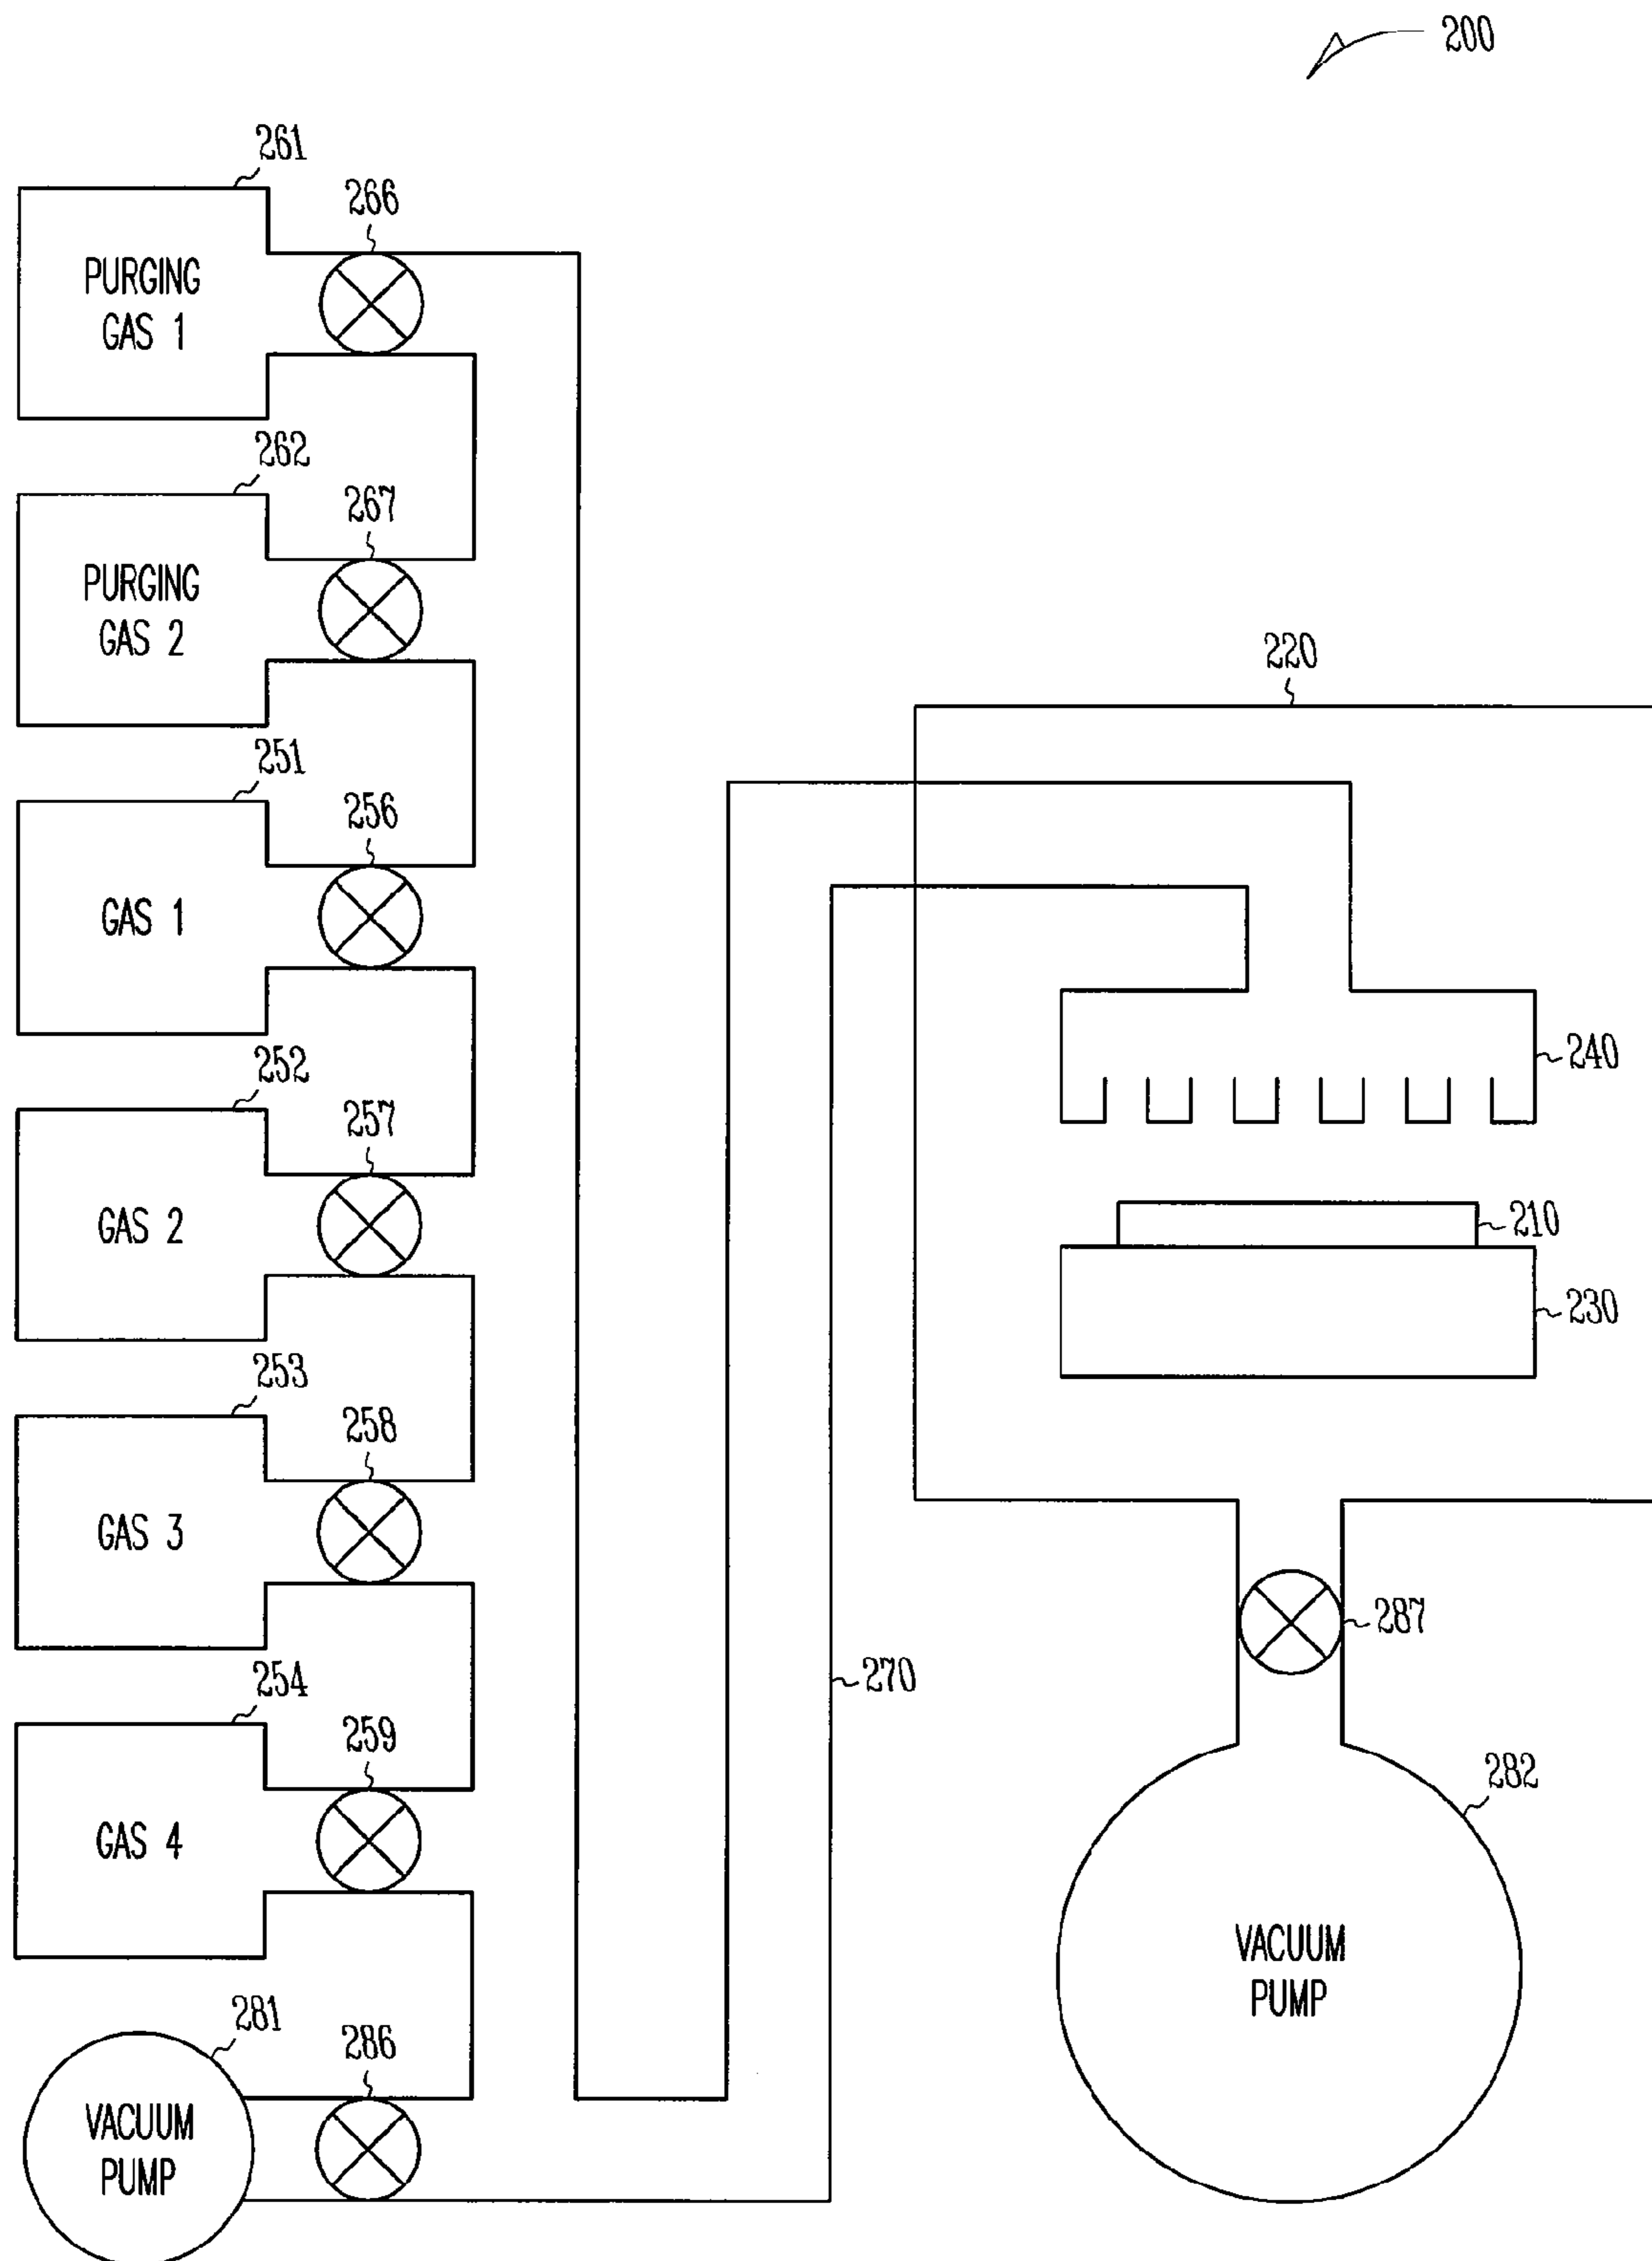 200
261
266
PURGING
GAS 1
262
267
PURGING
GAS 2
220
251
256
GAS 1
240
252
257
GAS 2
210
230
253
258
GAS 3
287
254
259
270
GAS 4
282
VACUUM
PUMP
281
286
VACUUM
PUMP